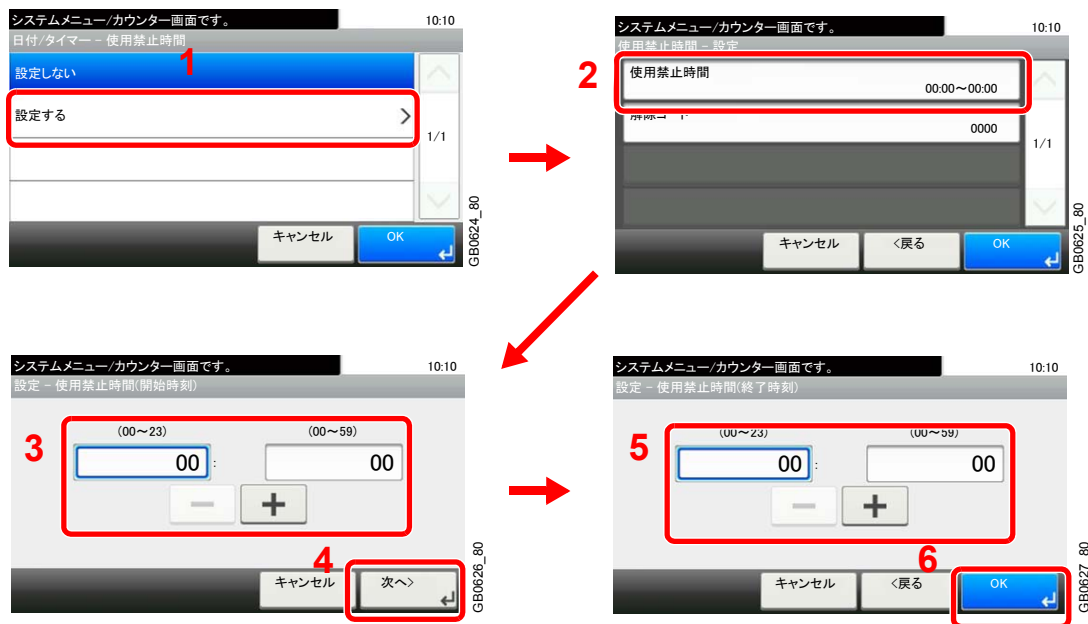 システムメニュー/カウンター画面です。
10:10
日付/タイマー - 使用禁止時間
1
設定しない
設定する
1/1
キャンセル
OK
GB0624_80
システムメニュー/カウンター画面です。
10:10
使用禁止時間 - 設定
2
使用禁止時間
00:00～00:00
解除コード
0000
1/1
キャンセル
<戻る
OK
GB0625_80
システムメニュー/カウンター画面です。
10:10
設定 - 使用禁止時間(開始時刻)
3
(00～23) (00～59)
00 : 00
4
キャンセル
次へ>
GB0626_80
システムメニュー/カウンター画面です。
10:10
設定 - 使用禁止時間(終了時刻)
5
(00～23) (00～59)
00 : 00
6
キャンセル
<戻る
OK
GB0627_80